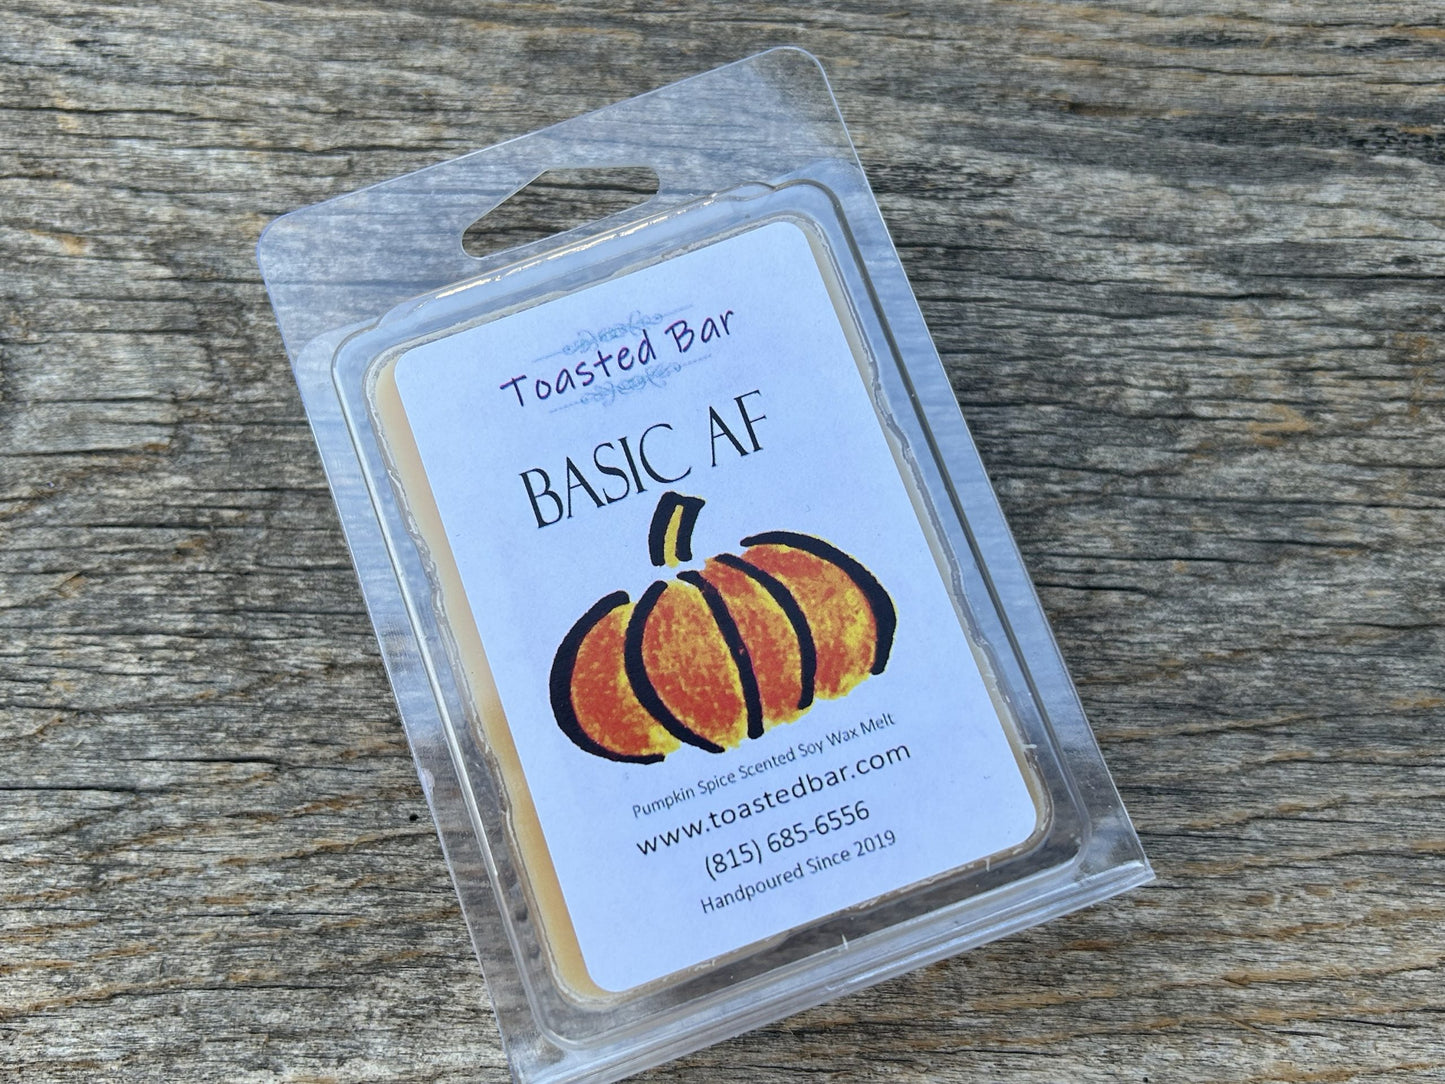 Toasted Bar
BASIC AF
Pumpkin Spice Scented Soy Wax Melt
www.toastedbar.com
(815) 685-6556
Handpoured Since 2019